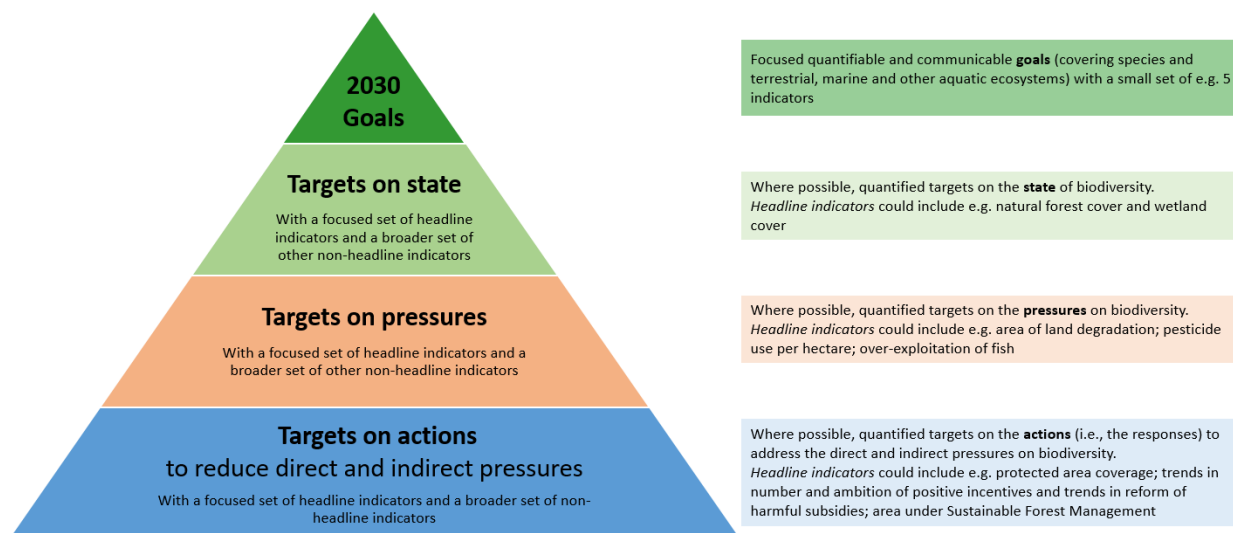 2030
Goals
Focused quantifiable and communicable goals (covering species and
terrestrial, marine and other aquatic ecosystems) with a small set of e.g. 5
indicators
Targets on state
With a focused set of headline
indicators and a broader set of
other non-headline indicators
Where possible, quantified targets on the state of biodiversity.
Headline indicators could include e.g. natural forest cover and wetland
cover
Targets on pressures
With a focused set of headline indicators and a
broader set of other non-headline indicators
Where possible, quantified targets on the pressures on biodiversity.
Headline indicators could include e.g. area of land degradation; pesticide
use per hectare; over-exploitation of fish
Targets on actions
to reduce direct and indirect pressures
With a focused set of headline indicators and a broader set of non-
headline indicators
Where possible, quantified targets on the actions (i.e., the responses) to
address the direct and indirect pressures on biodiversity.
Headline indicators could include e.g. protected area coverage; trends in
number and ambition of positive incentives and trends in reform of
harmful subsidies; area under Sustainable Forest Management